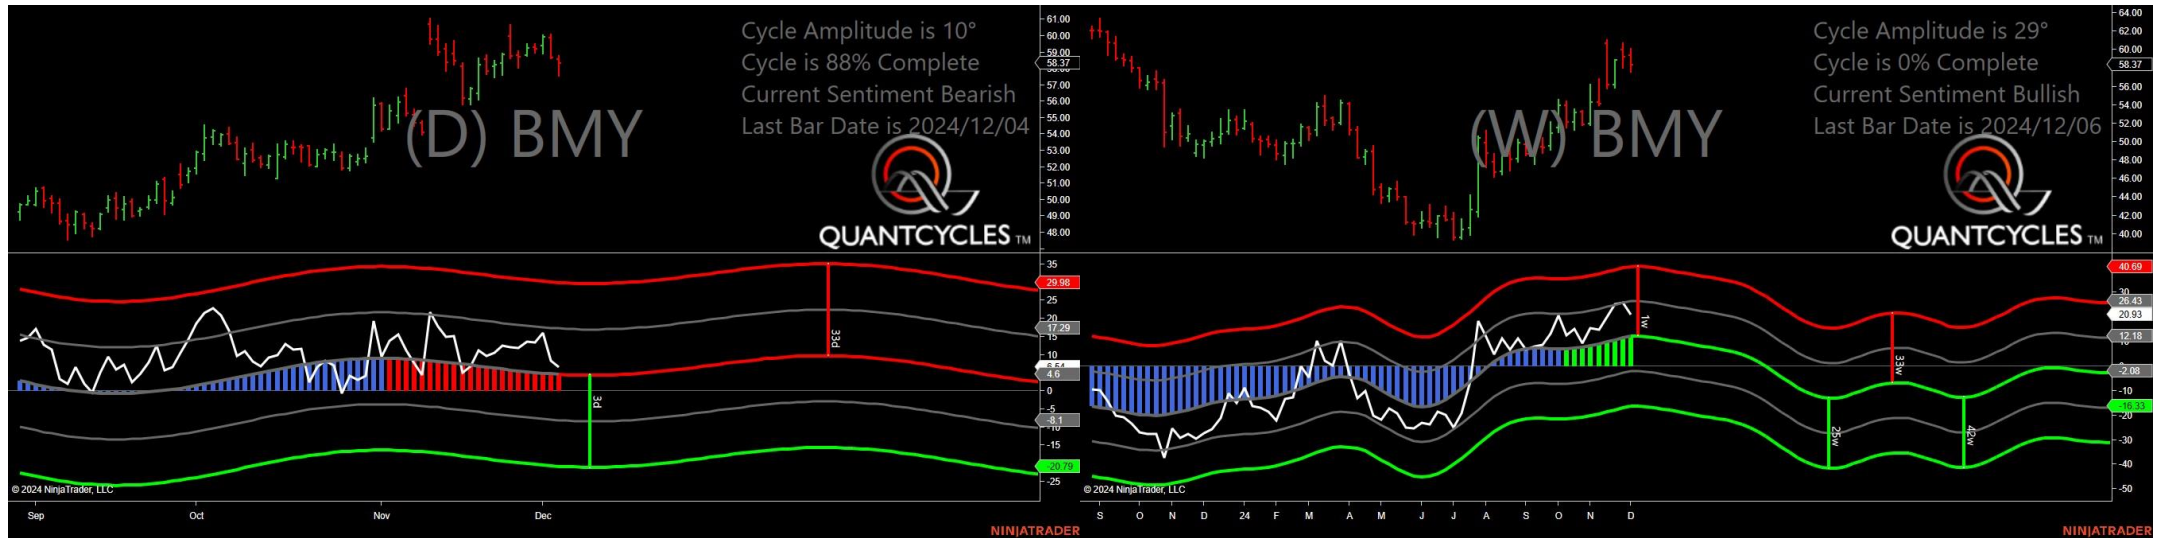 Cycle Amplitude is 10°
Cycle is 88% Complete
Current Sentiment Bearish
Last Bar Date is 2024/12/04
(D) BMY
QUANTCYCLES TM
61.00
60.00
59.00
58.37
57.00
56.00
55.00
54.00
53.00
52.00
51.00
50.00
49.00
48.00
35
29.98
25
20
17.29
15
10
4.6
0
-5
-8.1
-10
-15
-20.79
-25
33d
3d
© 2024 NinjaTrader, LLC
Sep Oct Nov Dec
NINJATRADER
Cycle Amplitude is 29°
Cycle is 0% Complete
Current Sentiment Bullish
Last Bar Date is 2024/12/06
(W) BMY
QUANTCYCLES TM
64.00
62.00
60.00
58.37
56.00
54.00
52.00
50.00
48.00
46.00
44.00
42.00
40.00
40.69
30
26.43
20.93
12.18
-2.08
-10
-16.33
-20
-30
-40
-50
1w
33w
25w
42w
© 2024 NinjaTrader, LLC
S O N D 24 F M A M J J A S O N D
NINJATRADER